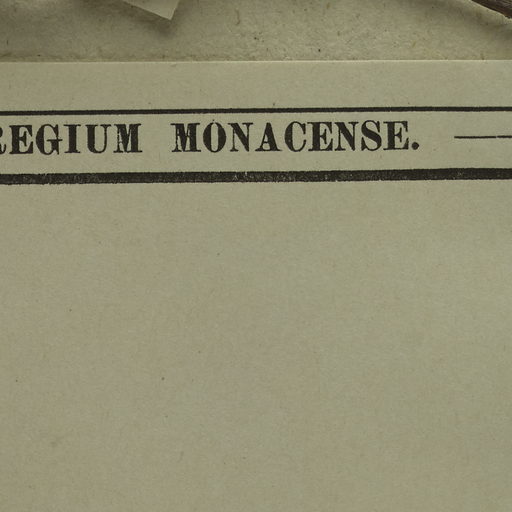 REGIUM MONACENSE. —